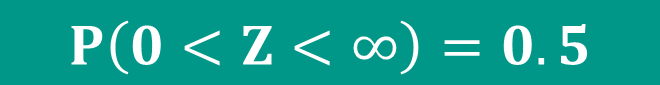 P(0 < Z < ∞) = 0.5